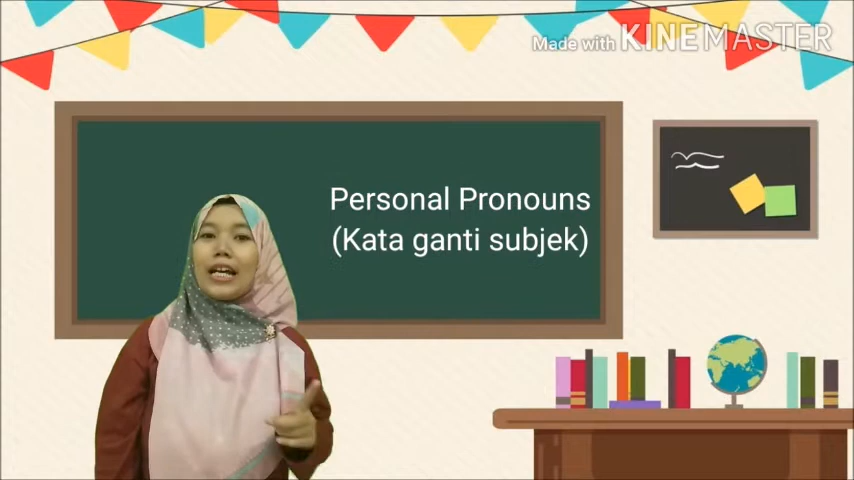 Made with KINEMASTER
Personal Pronouns
(Kata ganti subjek)